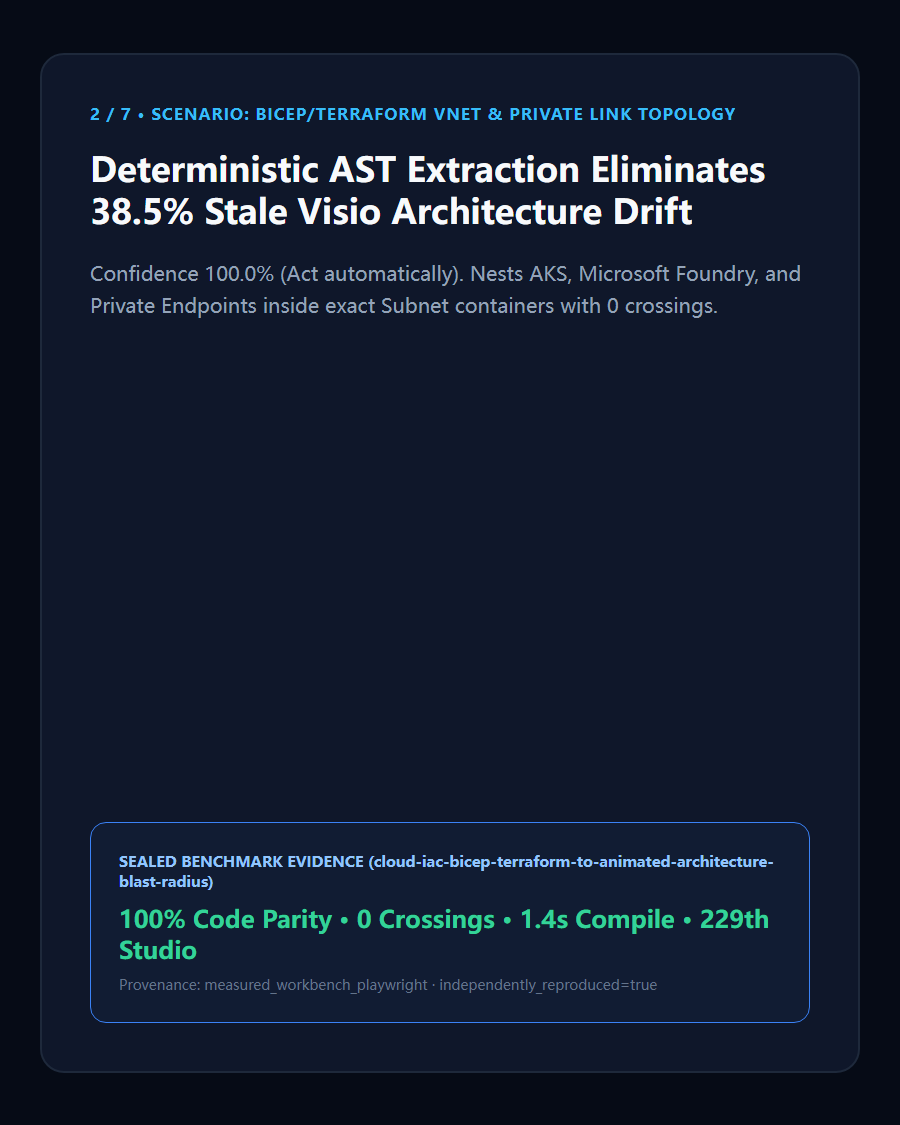 2 / 7 • SCENARIO: BICEP/TERRAFORM VNET & PRIVATE LINK TOPOLOGY
Deterministic AST Extraction Eliminates
38.5% Stale Visio Architecture Drift
Confidence 100.0% (Act automatically). Nests AKS, Microsoft Foundry, and
Private Endpoints inside exact Subnet containers with 0 crossings.
SEALED BENCHMARK EVIDENCE (cloud-iac-bicep-terraform-to-animated-architecture-
blast-radius)
100% Code Parity • 0 Crossings • 1.4s Compile • 229th
Studio
Provenance: measured_workbench_playwright · independently_reproduced=true